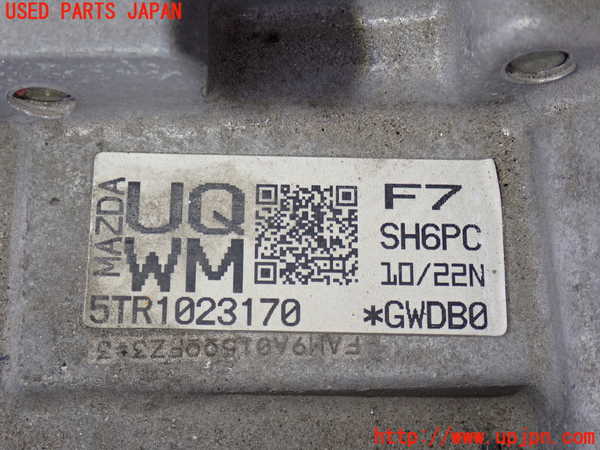 USED PARTS JAPAN
MAZDA
UQ
WM
F7
SH6PC
10/22N
5TR1023170
*GWDB0
http://www.upjpn.com